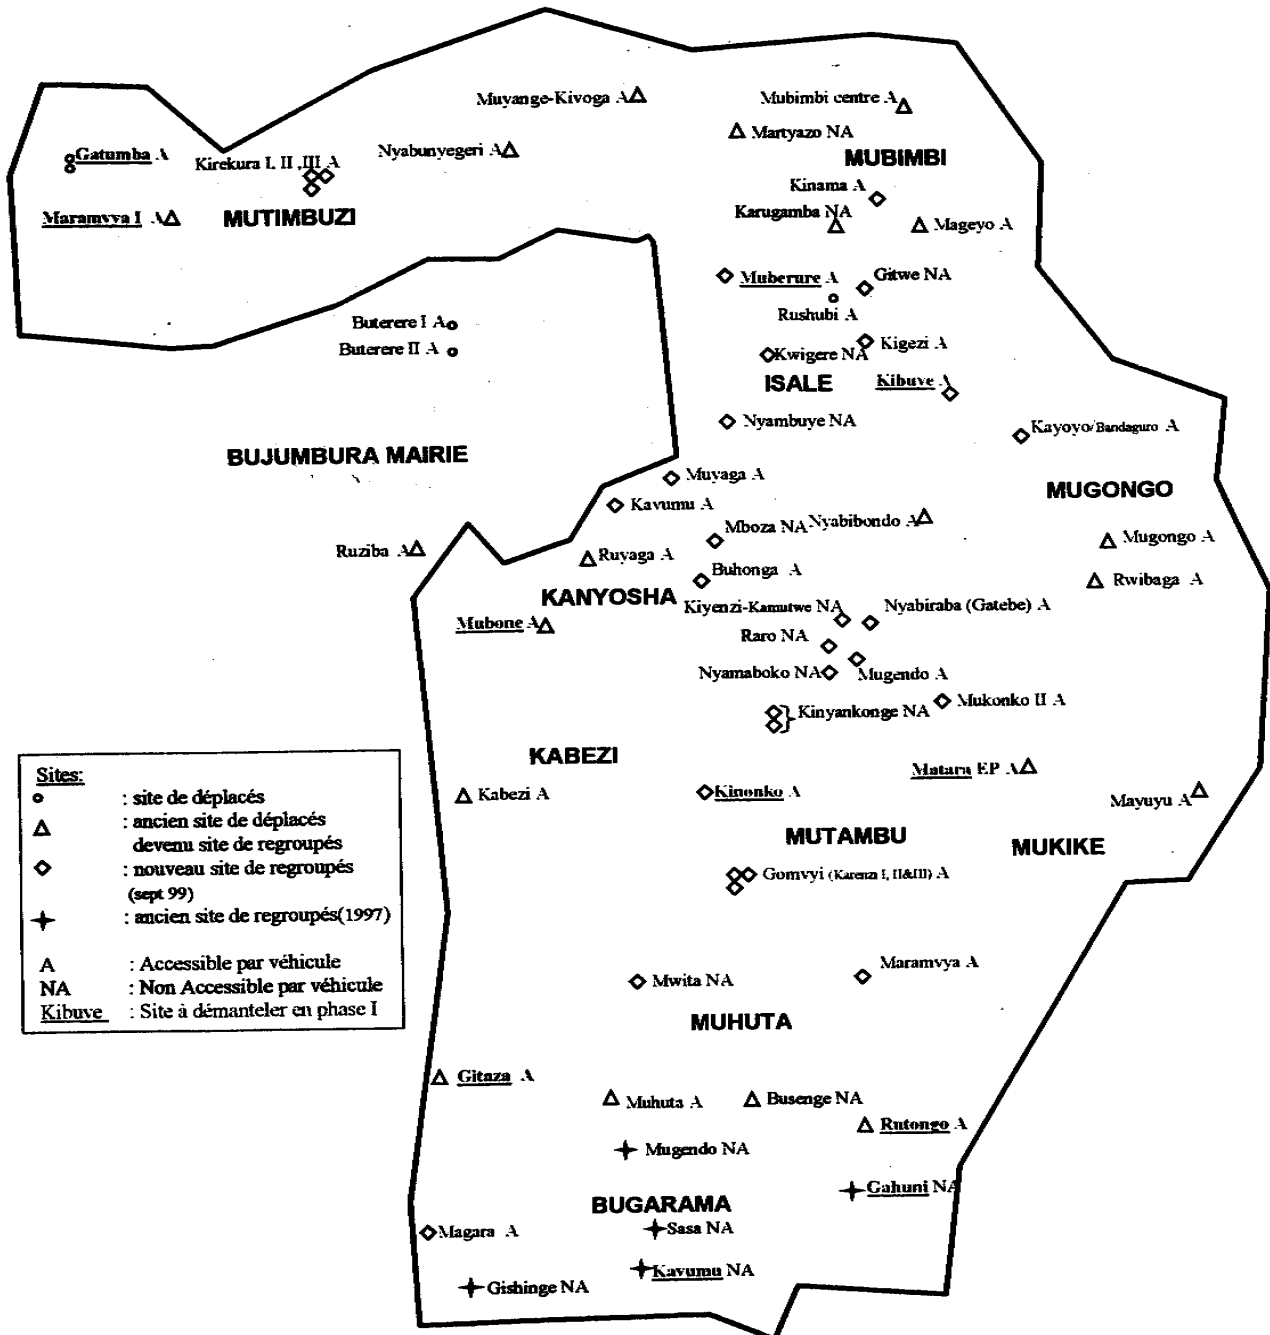 Muyange-Kivoga A
Mubimbi centre A
Martyazo NA
Gatumba A
Kirekura I, II ,III A
Nyabunyegeri A
MUBIMBI
Kinama A
Karugamba NA
Maramvya I A
MUTIMBUZI
Mageyo A
Muberure A
Gitwe NA
Rushubi A
Buterere I A
Buterere II A
Kwigere NA
Kigezi A
ISALE
Kibuye A
Nyambuye NA
Kayoyo/Bandaguro A
BUJUMBURA MAIRIE
Muyaga A
MUGONGO
Kavumu A
Mboza NA
Nyabibondo A
Mugongo A
Ruziba A
Ruyaga A
Buhonga A
Rwibaga A
KANYOSHA
Kiyenzi-Kamutwe NA
Nyabiraba (Gatebe) A
Mubone A
Raro NA
Nyamaboko NA
Mugendo A
Mukonko II A
Kinyankonge NA
KABEZI
Matara EP A
Kabezi A
Kinonko A
Mayuyu A
MUTAMBU
MUKIKE
Gomvyi (Karenza I, II&III) A
Sites:
: site de déplacés
: ancien site de déplacés
devenu site de regroupés
: nouveau site de regroupés
(sept 99)
: ancien site de regroupés(1997)
A : Accessible par véhicule
NA : Non Accessible par véhicule
Kibuye : Site à démanteler en phase I
Maramvya A
Mwita NA
MUHUTA
Gitaza A
Muhuta A
Busenge NA
Rutongo A
Mugendo NA
Gahuni NA
BUGARAMA
Magara A
Sasa NA
Kavumu NA
Gishinge NA